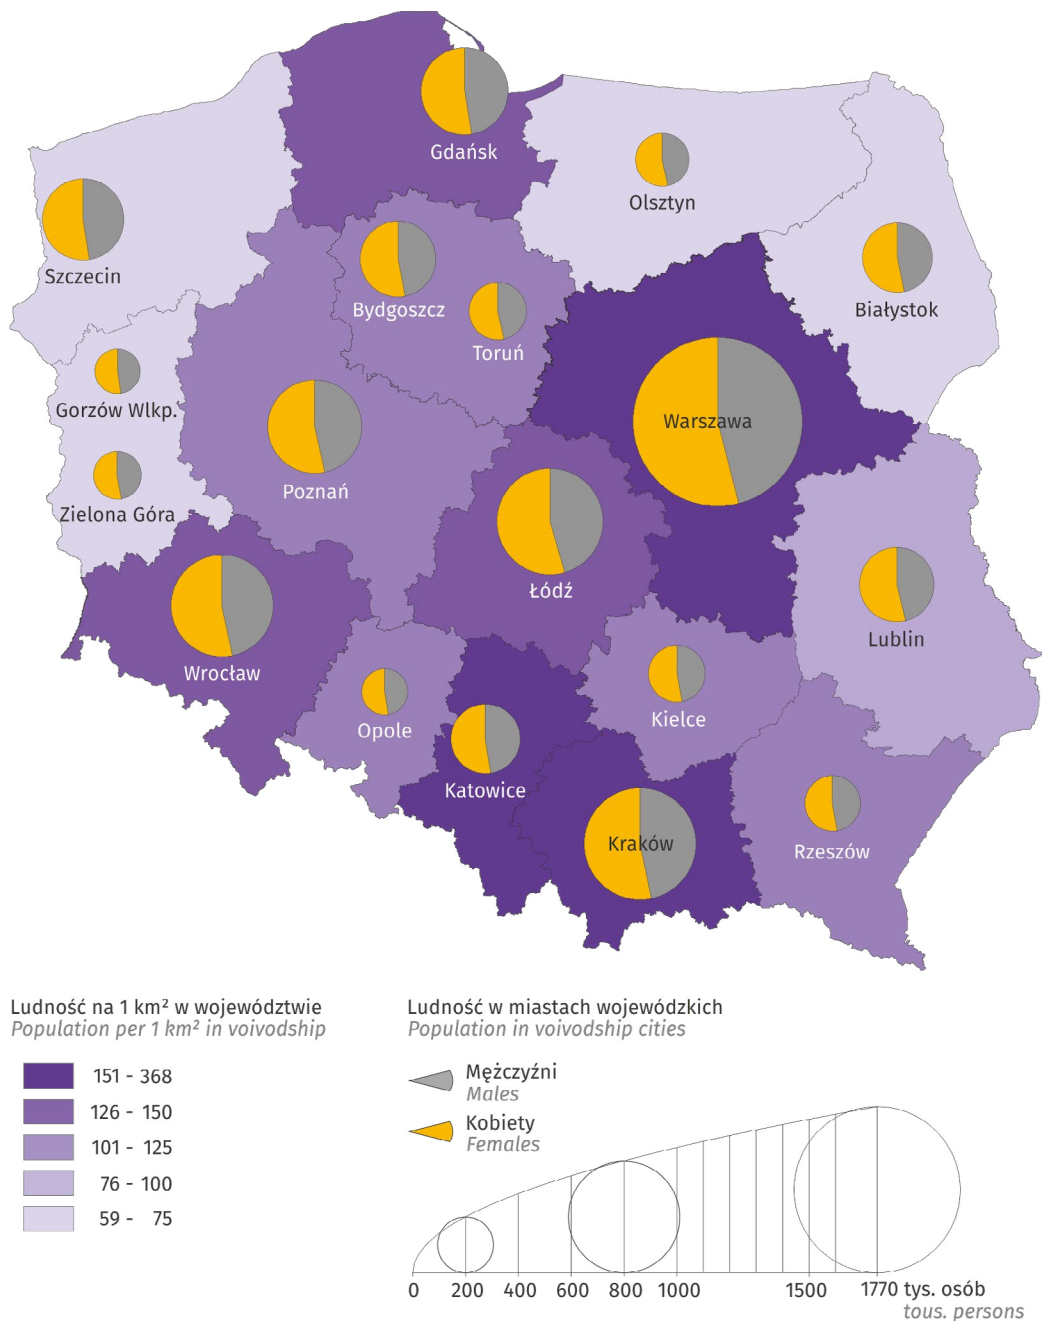 Gdańsk
Olsztyn
Szczecin
Bydgoszcz
Białystok
Toruń
Gorzów Wlkp.
Warszawa
Poznań
Zielona Góra
Łódź
Lublin
Wrocław
Kielce
Opole
Katowice
Kraków
Rzeszów
Ludność na 1 km² w województwie
Population per 1 km² in voivodship
151 - 368
126 - 150
101 - 125
76 - 100
59 - 75
Ludność w miastach wojewódzkich
Population in voivodship cities
Mężczyźni
Males
Kobiety
Females
0 200 400 600 800 1000 1500 1770 tys. osób
tous. persons